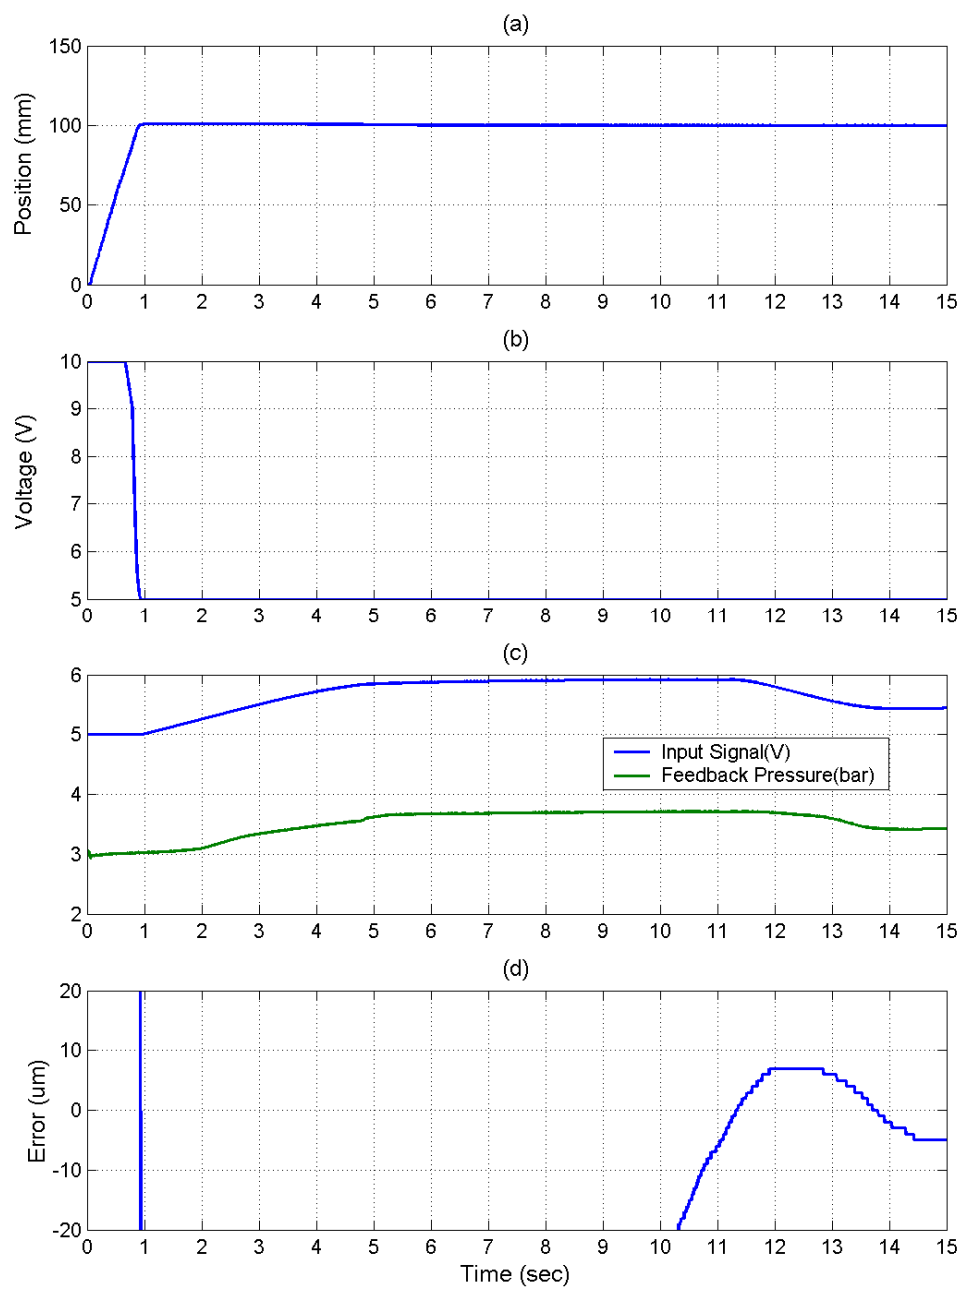 (a)
150
100
50
0
Position (mm)
0 1 2 3 4 5 6 7 8 9 10 11 12 13 14 15
(b)
10
9
8
7
6
5
Voltage (V)
0 1 2 3 4 5 6 7 8 9 10 11 12 13 14 15
(c)
6
5
Input Signal(V)
Feedback Pressure(bar)
4
3
2
0 1 2 3 4 5 6 7 8 9 10 11 12 13 14 15
(d)
20
10
0
-10
-20
Error (um)
0 1 2 3 4 5 6 7 8 9 10 11 12 13 14 15
Time (sec)